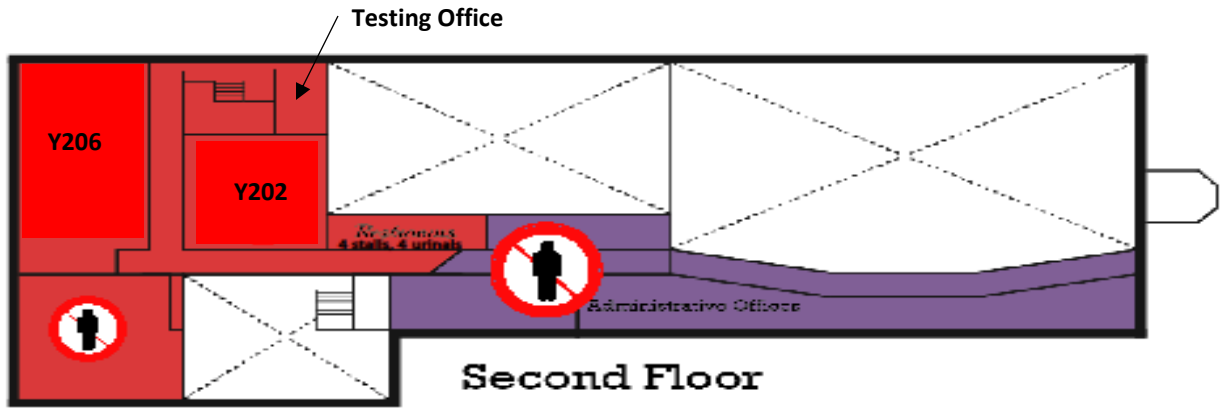 Testing Office
Y206
Y202
Restrooms
4 stalls, 4 urinals
Administrative Offices
Second Floor